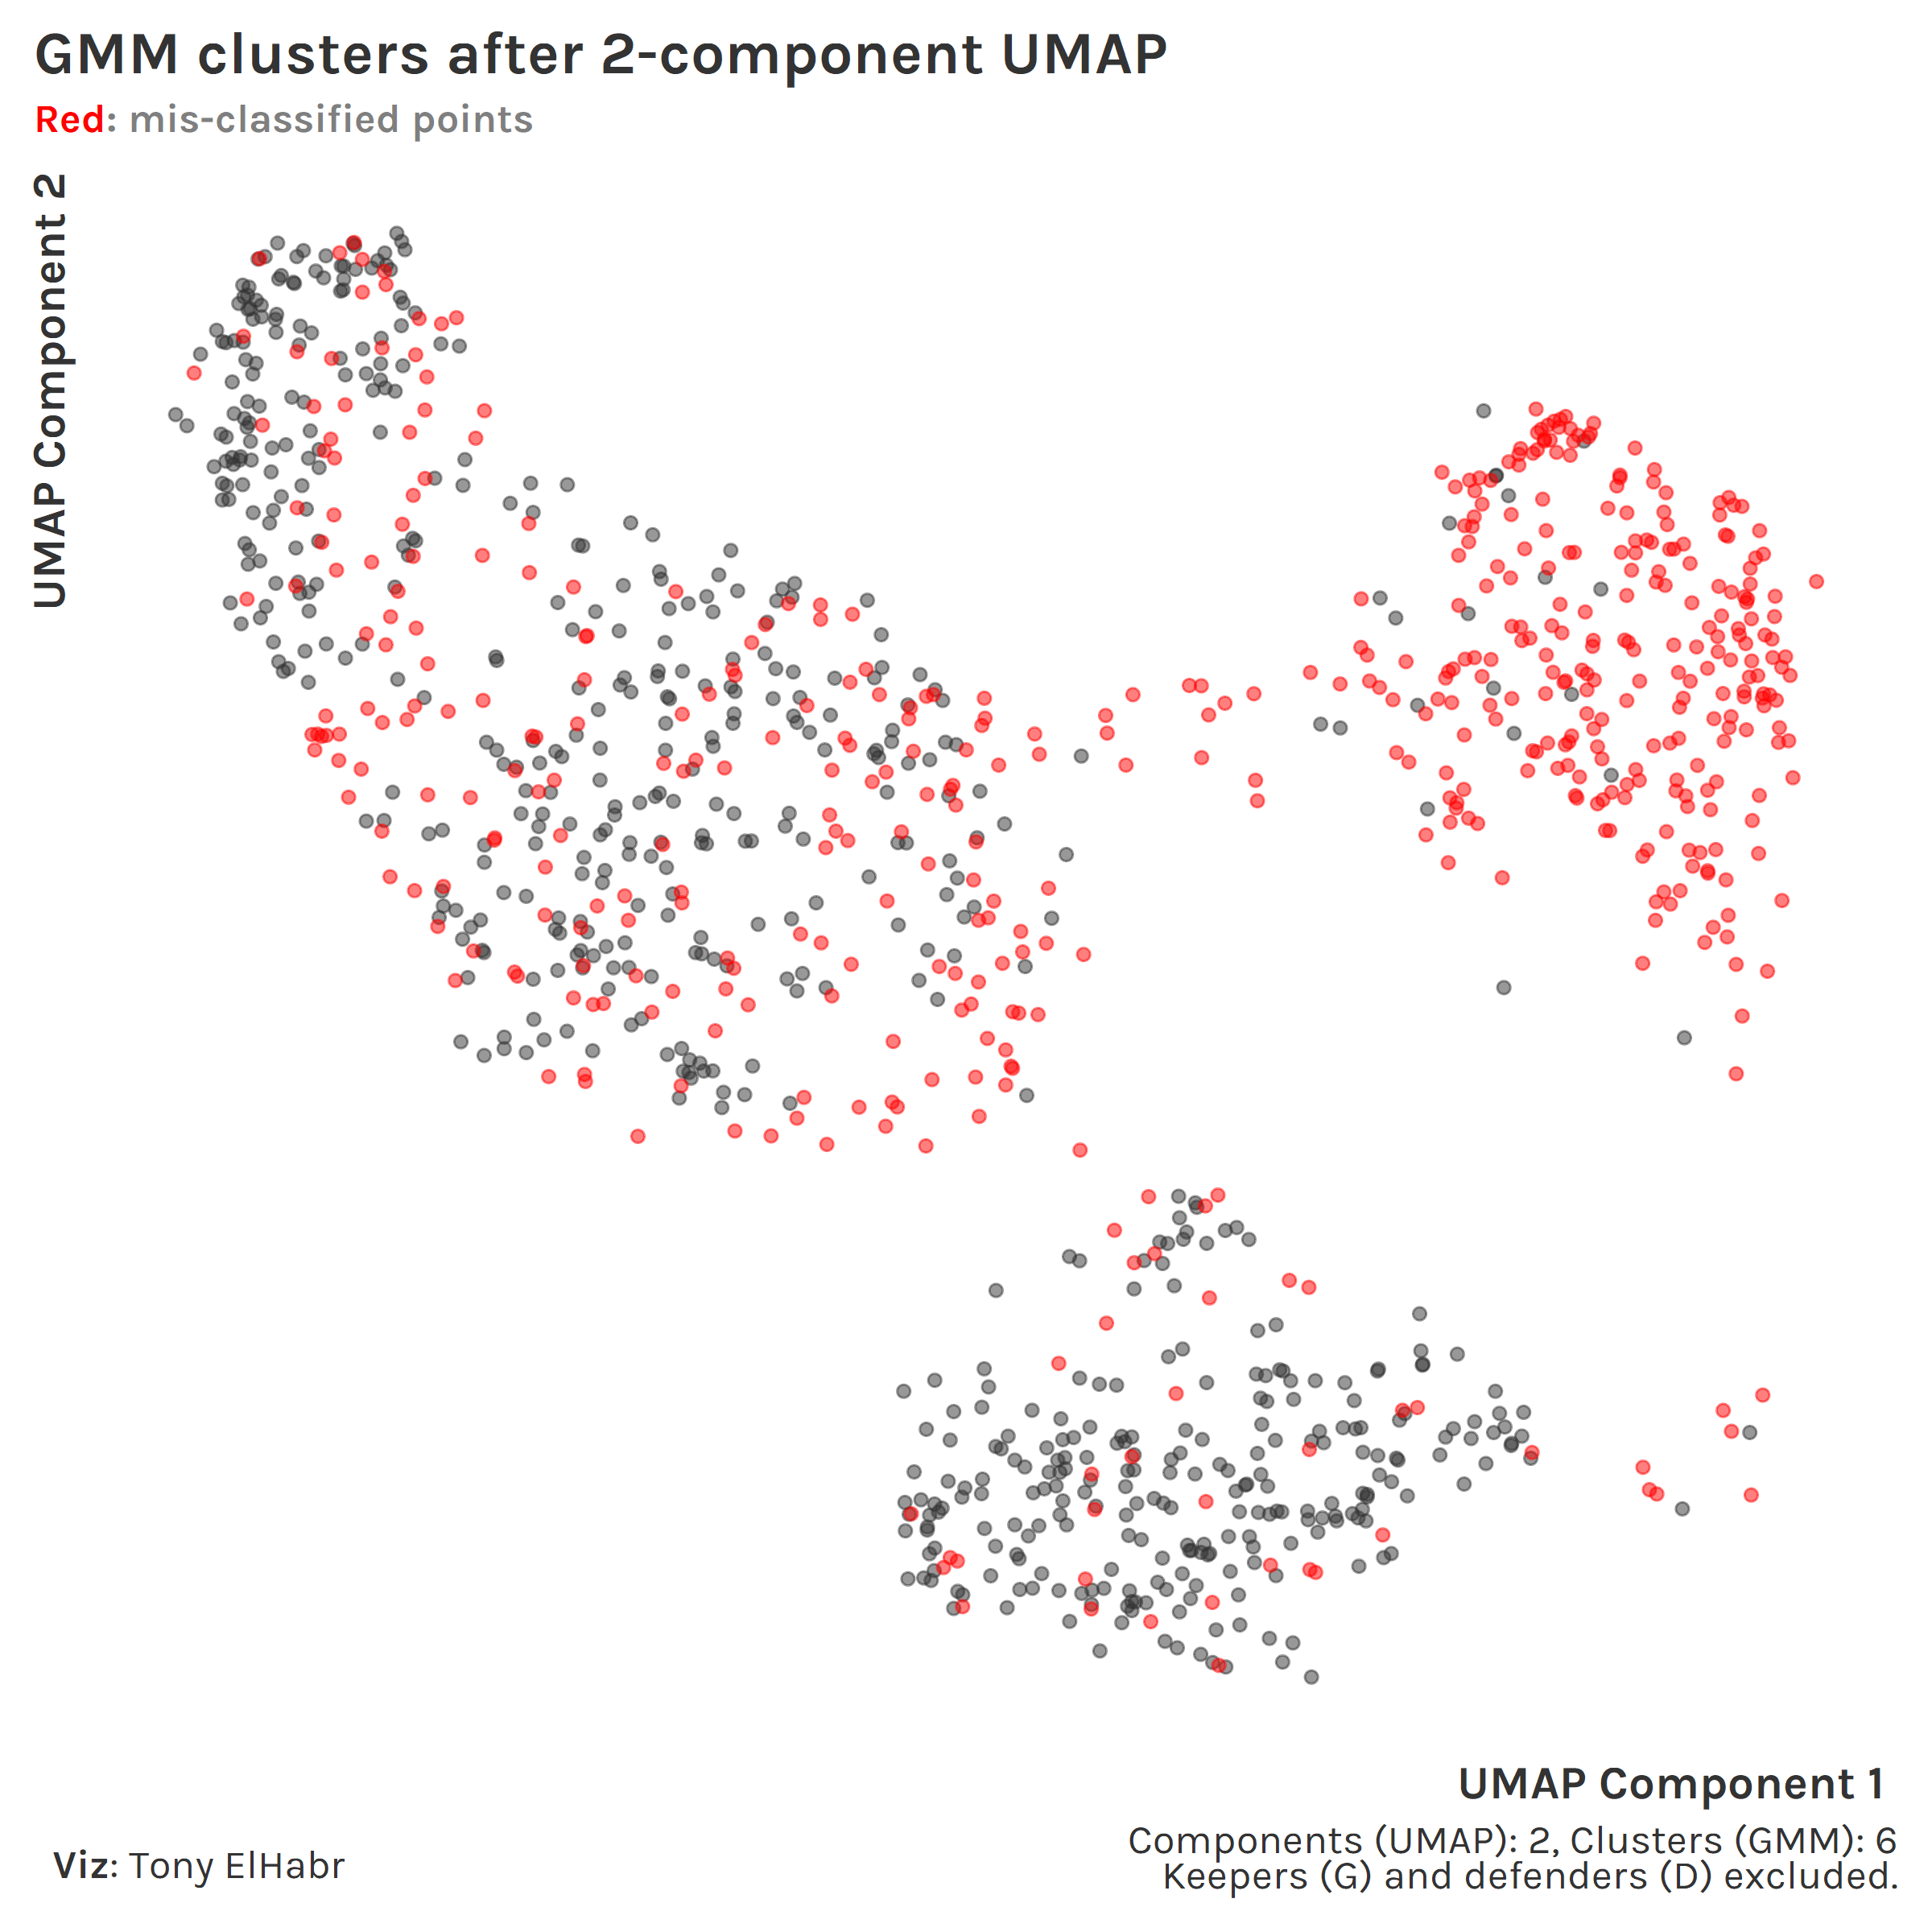 GMM clusters after 2-component UMAP
Red: mis-classified points
UMAP Component 2
UMAP Component 1
Components (UMAP): 2, Clusters (GMM): 6
Keepers (G) and defenders (D) excluded.
Viz: Tony ElHabr